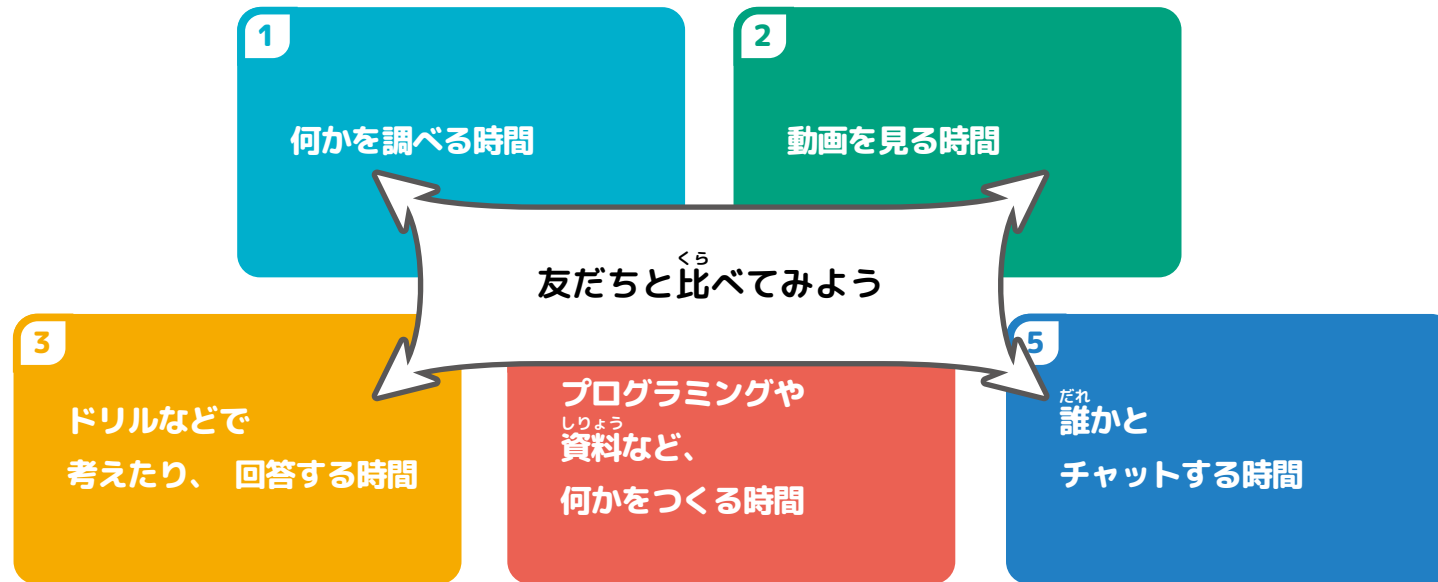 1
何かを調べる時間
2
動画を見る時間
くら
友だちと比べてみよう
3
ドリルなどで
考えたり、 回答する時間
プログラミングや
しりょう
資料など、
何かをつくる時間
5
だれ
誰かと
チャットする時間